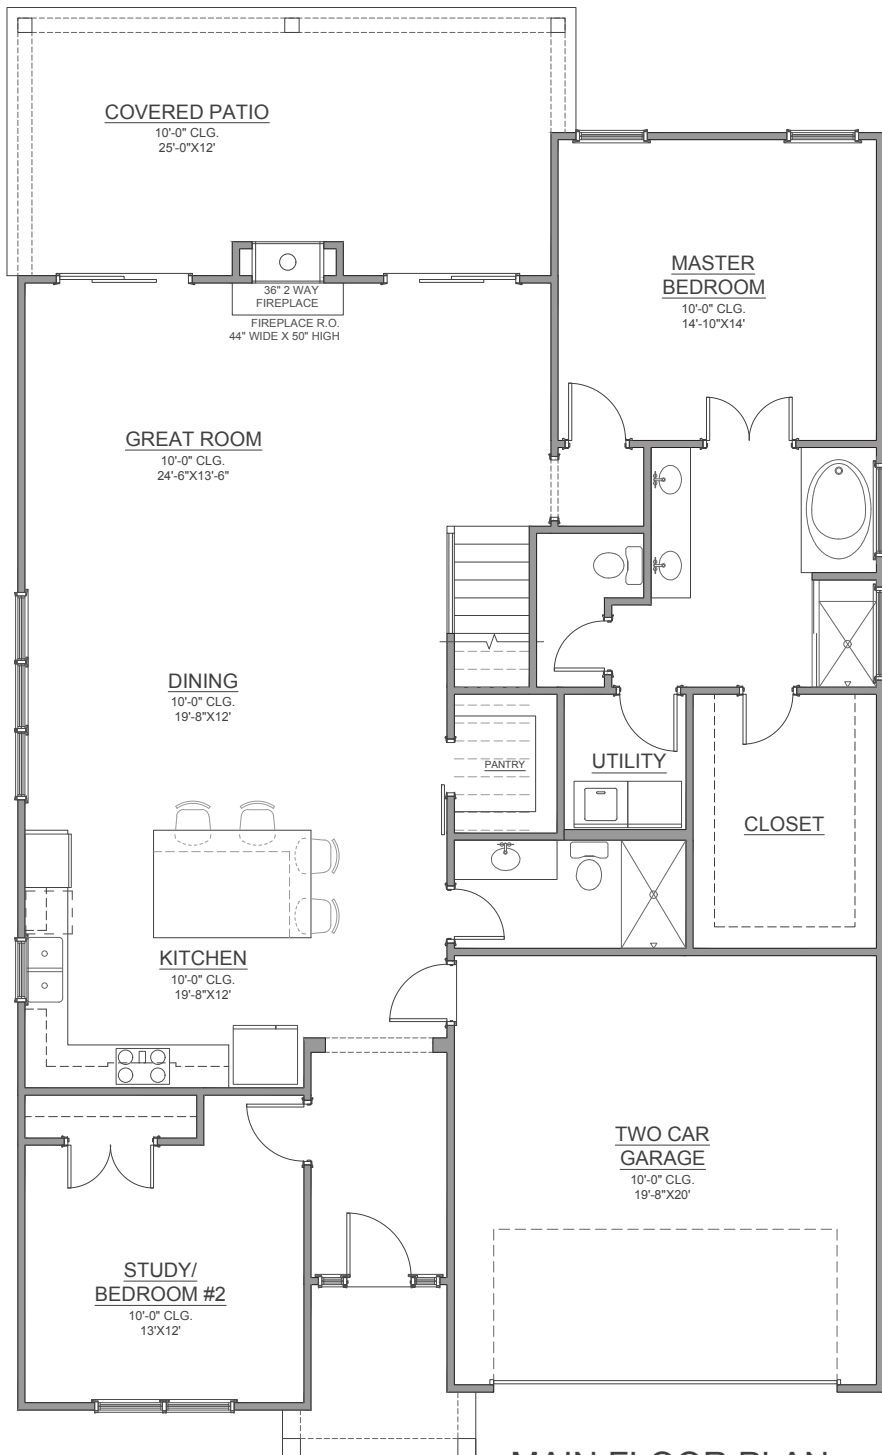 COVERED PATIO
10'-0" CLG.
25'-0"X12'
36" 2 WAY
FIREPLACE
FIREPLACE R.O.
44" WIDE X 50" HIGH
MASTER
BEDROOM
10'-0" CLG.
14'-10"X14'
GREAT ROOM
10'-0" CLG.
24'-6"X13'-6"
DINING
10'-0" CLG.
19'-8"X12'
PANTRY
UTILITY
CLOSET
KITCHEN
10'-0" CLG.
19'-8"X12'
TWO CAR
GARAGE
10'-0" CLG.
19'-8"X20'
STUDY/
BEDROOM #2
10'-0" CLG.
13'X12'
MAIN FLOOR PLAN